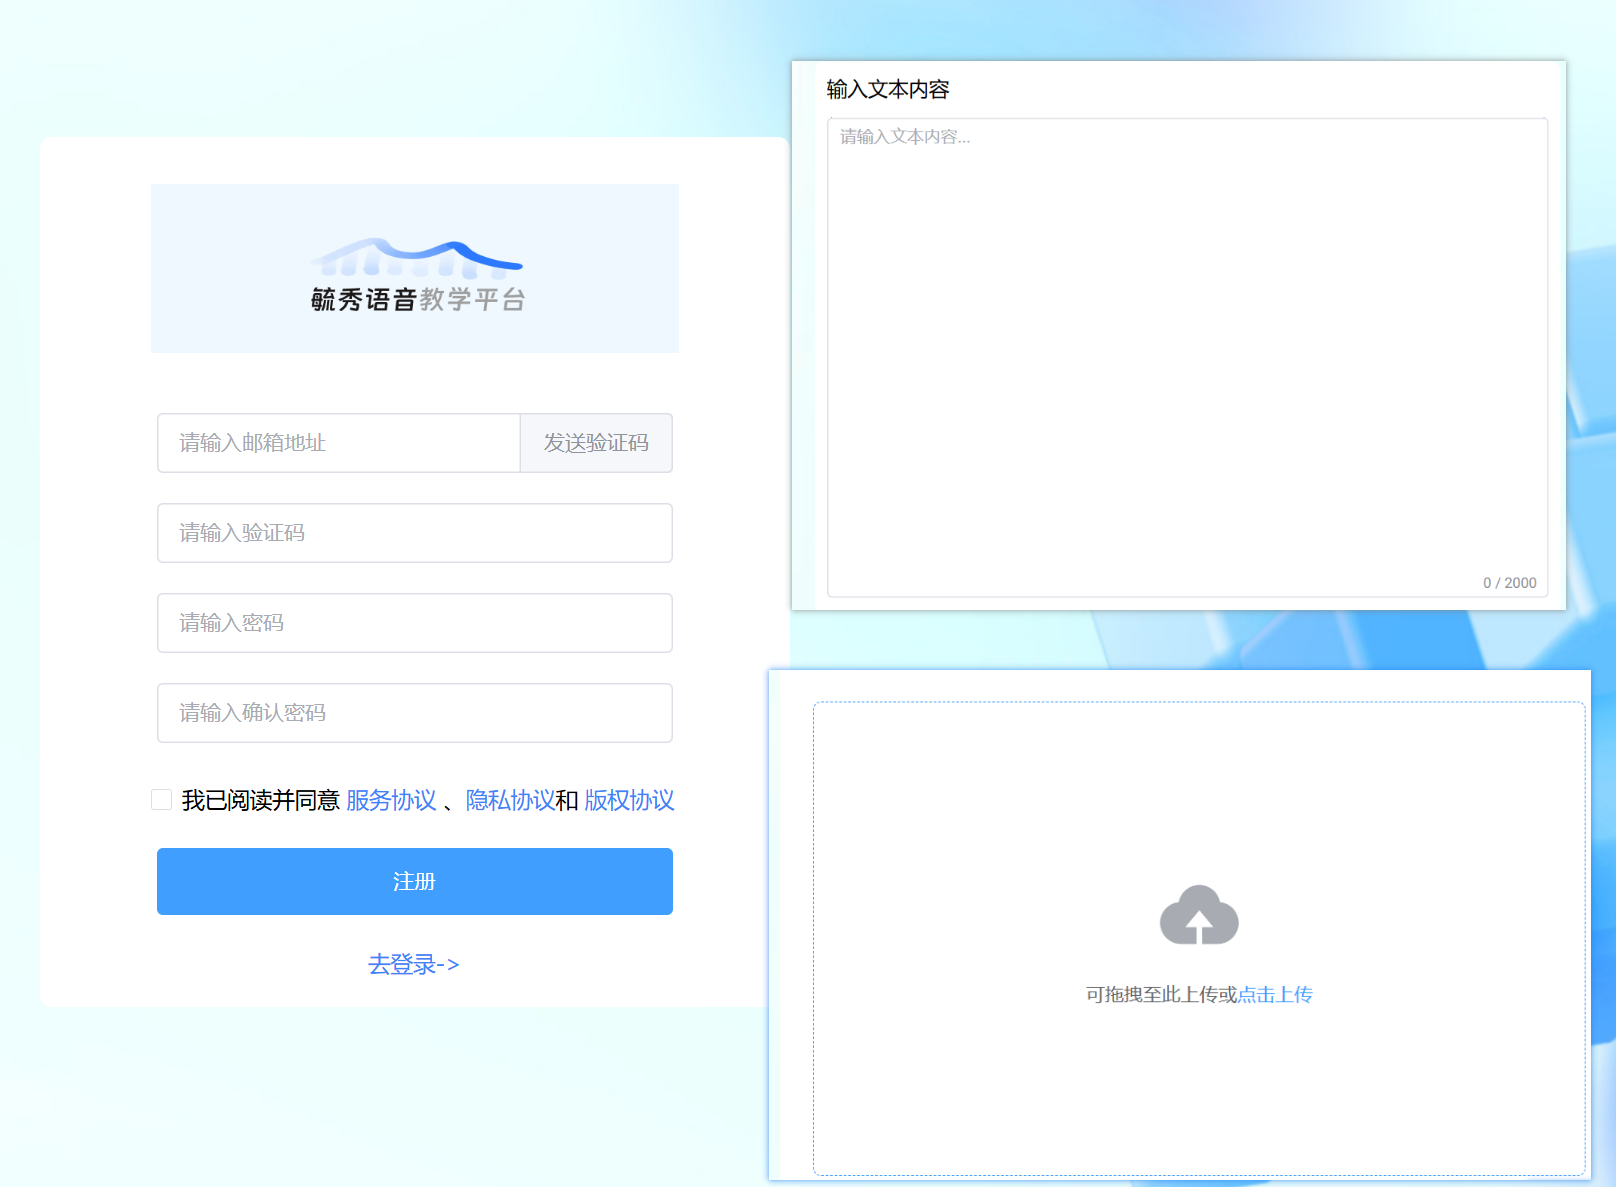 毓秀语音教学平台
请输入邮箱地址 发送验证码
请输入验证码
请输入密码
请输入确认密码
我已阅读并同意 服务协议 、隐私协议和 版权协议
注册
去登录->
输入文本内容
请输入文本内容...
0 / 2000
可拖拽至此上传或点击上传